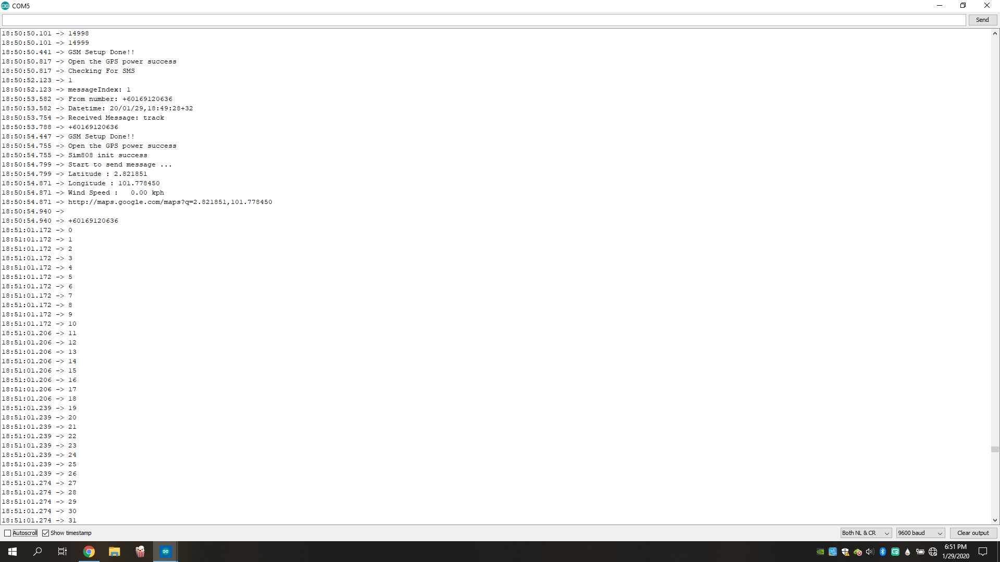 COM5
Send
18:50:50.101 -> 14998
18:50:50.101 -> 14999
18:50:50.441 -> GSM Setup Done!!
18:50:50.817 -> Open the GPS power success
18:50:50.817 -> Checking For SMS
18:50:52.123 -> 1
18:50:52.123 -> messageIndex: 1
18:50:53.582 -> From number: +60169120636
18:50:53.582 -> Datetime: 20/01/29,18:49:28+32
18:50:53.754 -> Received Message: track
18:50:53.788 -> +60169120636
18:50:54.447 -> GSM Setup Done!!
18:50:54.755 -> Open the GPS power success
18:50:54.755 -> Sim808 init success
18:50:54.799 -> Start to send message ...
18:50:54.799 -> Latitude : 2.821851
18:50:54.871 -> Longitude : 101.778450
18:50:54.871 -> Wind Speed :   0.00 kph
18:50:54.871 -> http://maps.google.com/maps?q=2.821851,101.778450
18:50:54.940 ->
18:50:54.940 -> +60169120636
18:51:01.172 -> 0
18:51:01.172 -> 1
18:51:01.172 -> 2
18:51:01.172 -> 3
18:51:01.172 -> 4
18:51:01.172 -> 5
18:51:01.172 -> 6
18:51:01.172 -> 7
18:51:01.172 -> 8
18:51:01.172 -> 9
18:51:01.172 -> 10
18:51:01.206 -> 11
18:51:01.206 -> 12
18:51:01.206 -> 13
18:51:01.206 -> 14
18:51:01.206 -> 15
18:51:01.206 -> 16
18:51:01.206 -> 17
18:51:01.206 -> 18
18:51:01.239 -> 19
18:51:01.239 -> 20
18:51:01.239 -> 21
18:51:01.239 -> 22
18:51:01.239 -> 23
18:51:01.239 -> 24
18:51:01.239 -> 25
18:51:01.239 -> 26
18:51:01.274 -> 27
18:51:01.274 -> 28
18:51:01.274 -> 29
18:51:01.274 -> 30
18:51:01.274 -> 31
Autoscroll Show timestamp Both NL & CR 9600 baud Clear output
6:51 PM
1/29/2020